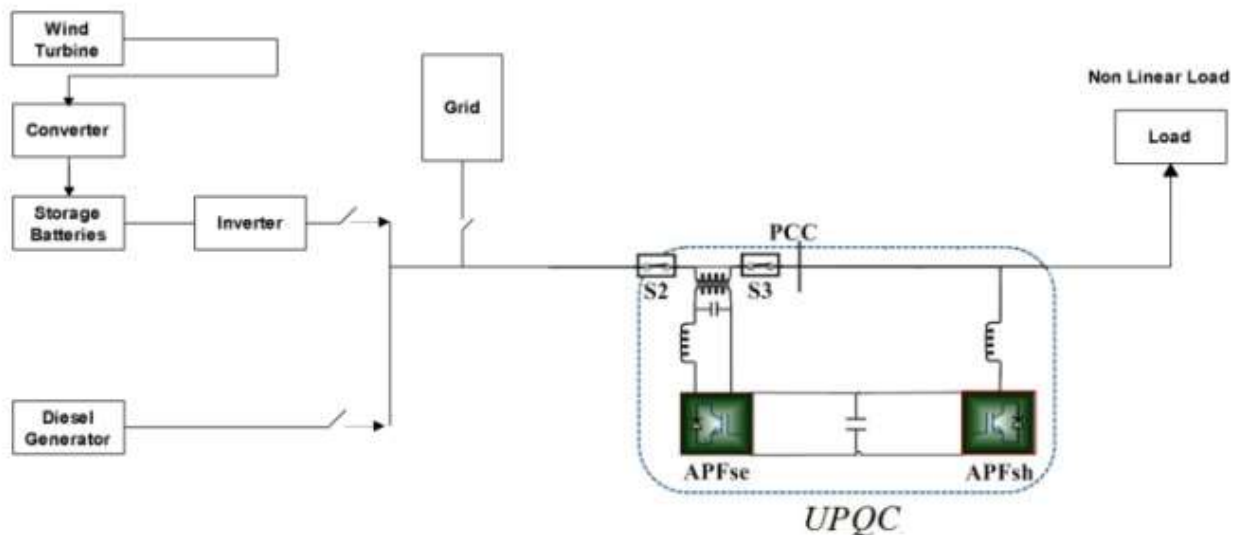 Wind
Turbine
Converter
Storage
Batteries
Inverter
Grid
Diesel
Generator
Non Linear Load
Load
PCC
S2
S3
APFse
APFsh
UPQC